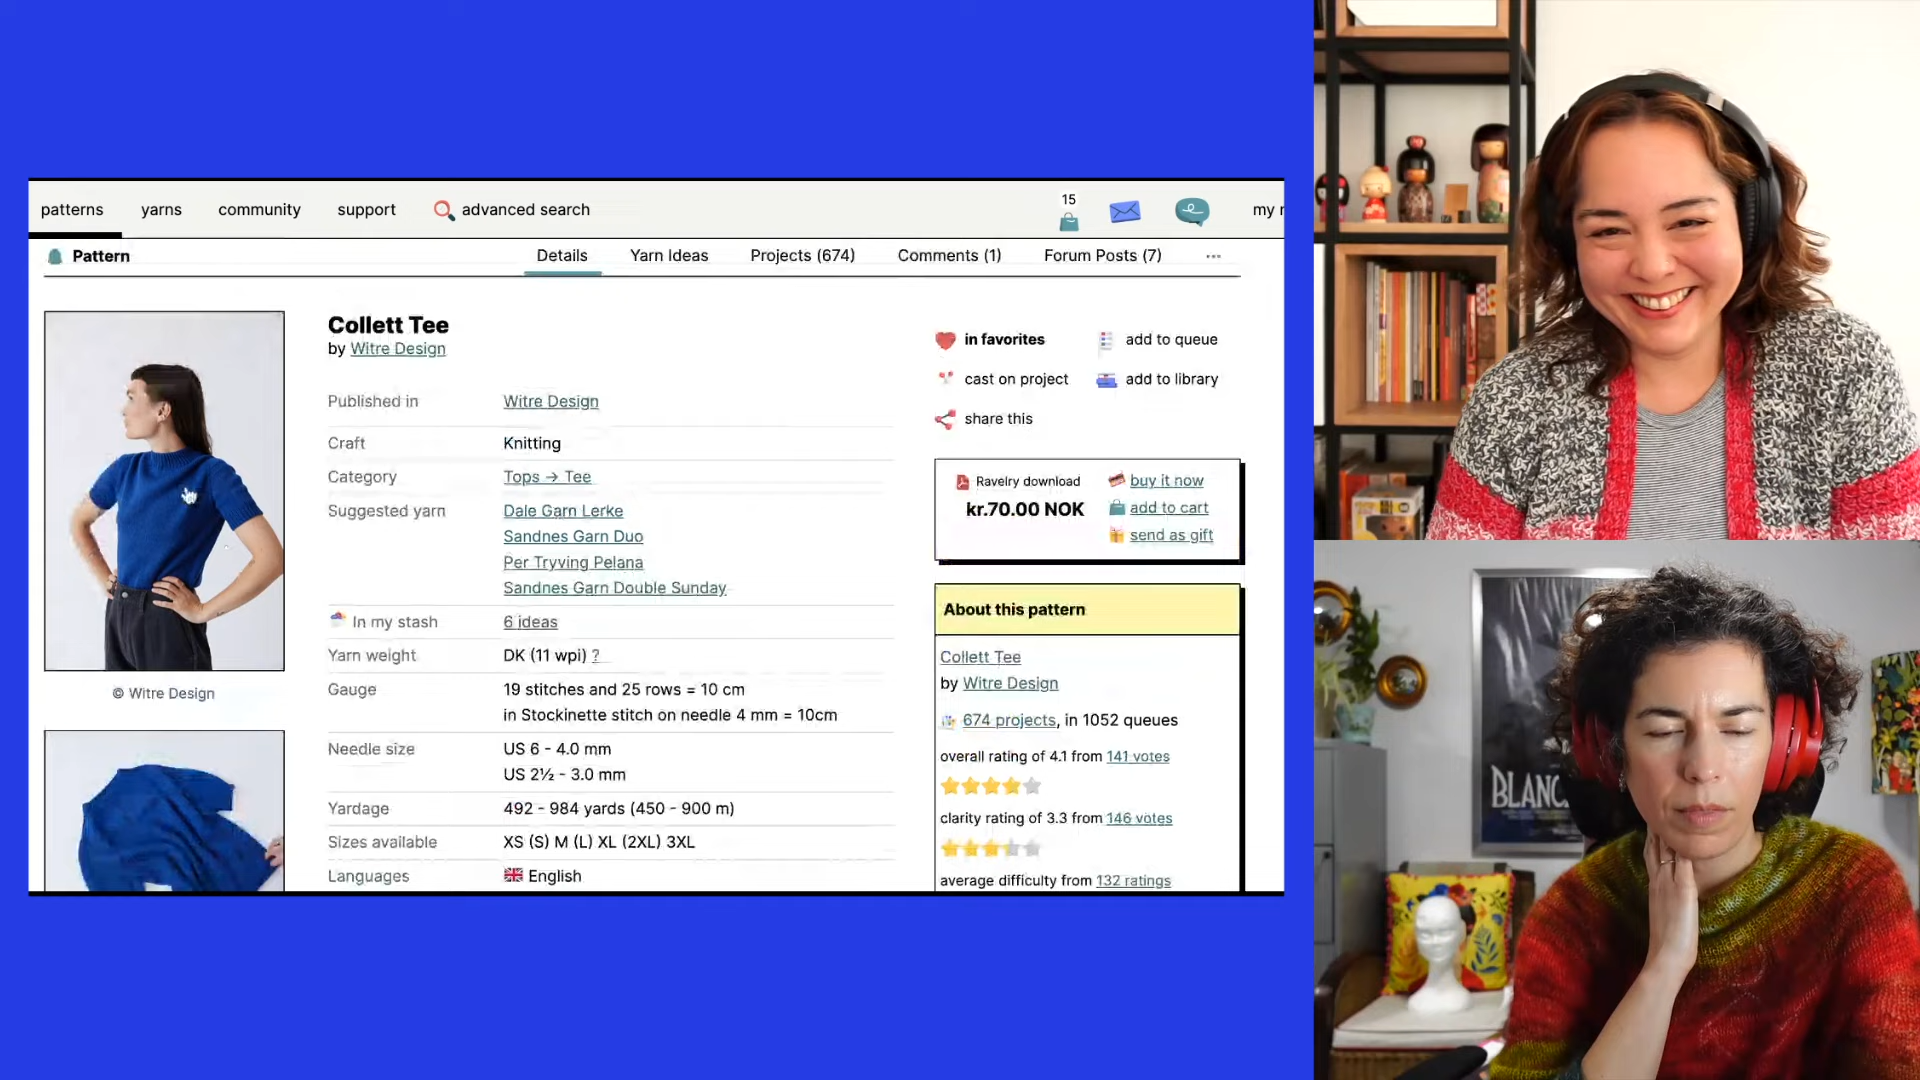 patterns yarns community support advanced search 15
Pattern Details Yarn Ideas Projects (674) Comments (1) Forum Posts (7) ...
Collett Tee
by Witre Design
in favorites add to queue
cast on project add to library
share this
Published in Witre Design
Craft Knitting
Category Tops → Tee
Suggested yarn Dale Garn Lerke
Sandnes Garn Duo
Per Tryving Pelana
Sandnes Garn Double Sunday
In my stash 6 ideas
Yarn weight DK (11 wpi) ?
Gauge 19 stitches and 25 rows = 10 cm
in Stockinette stitch on needle 4 mm = 10cm
Needle size US 6 - 4.0 mm
US 2½ - 3.0 mm
Yardage 492 - 984 yards (450 - 900 m)
Sizes available XS (S) M (L) XL (2XL) 3XL
Languages English
© Witre Design
Ravelry download buy it now
kr.70.00 NOK add to cart
send as gift
About this pattern
Collett Tee
by Witre Design
674 projects, in 1052 queues
overall rating of 4.1 from 141 votes
clarity rating of 3.3 from 146 votes
average difficulty from 132 ratings